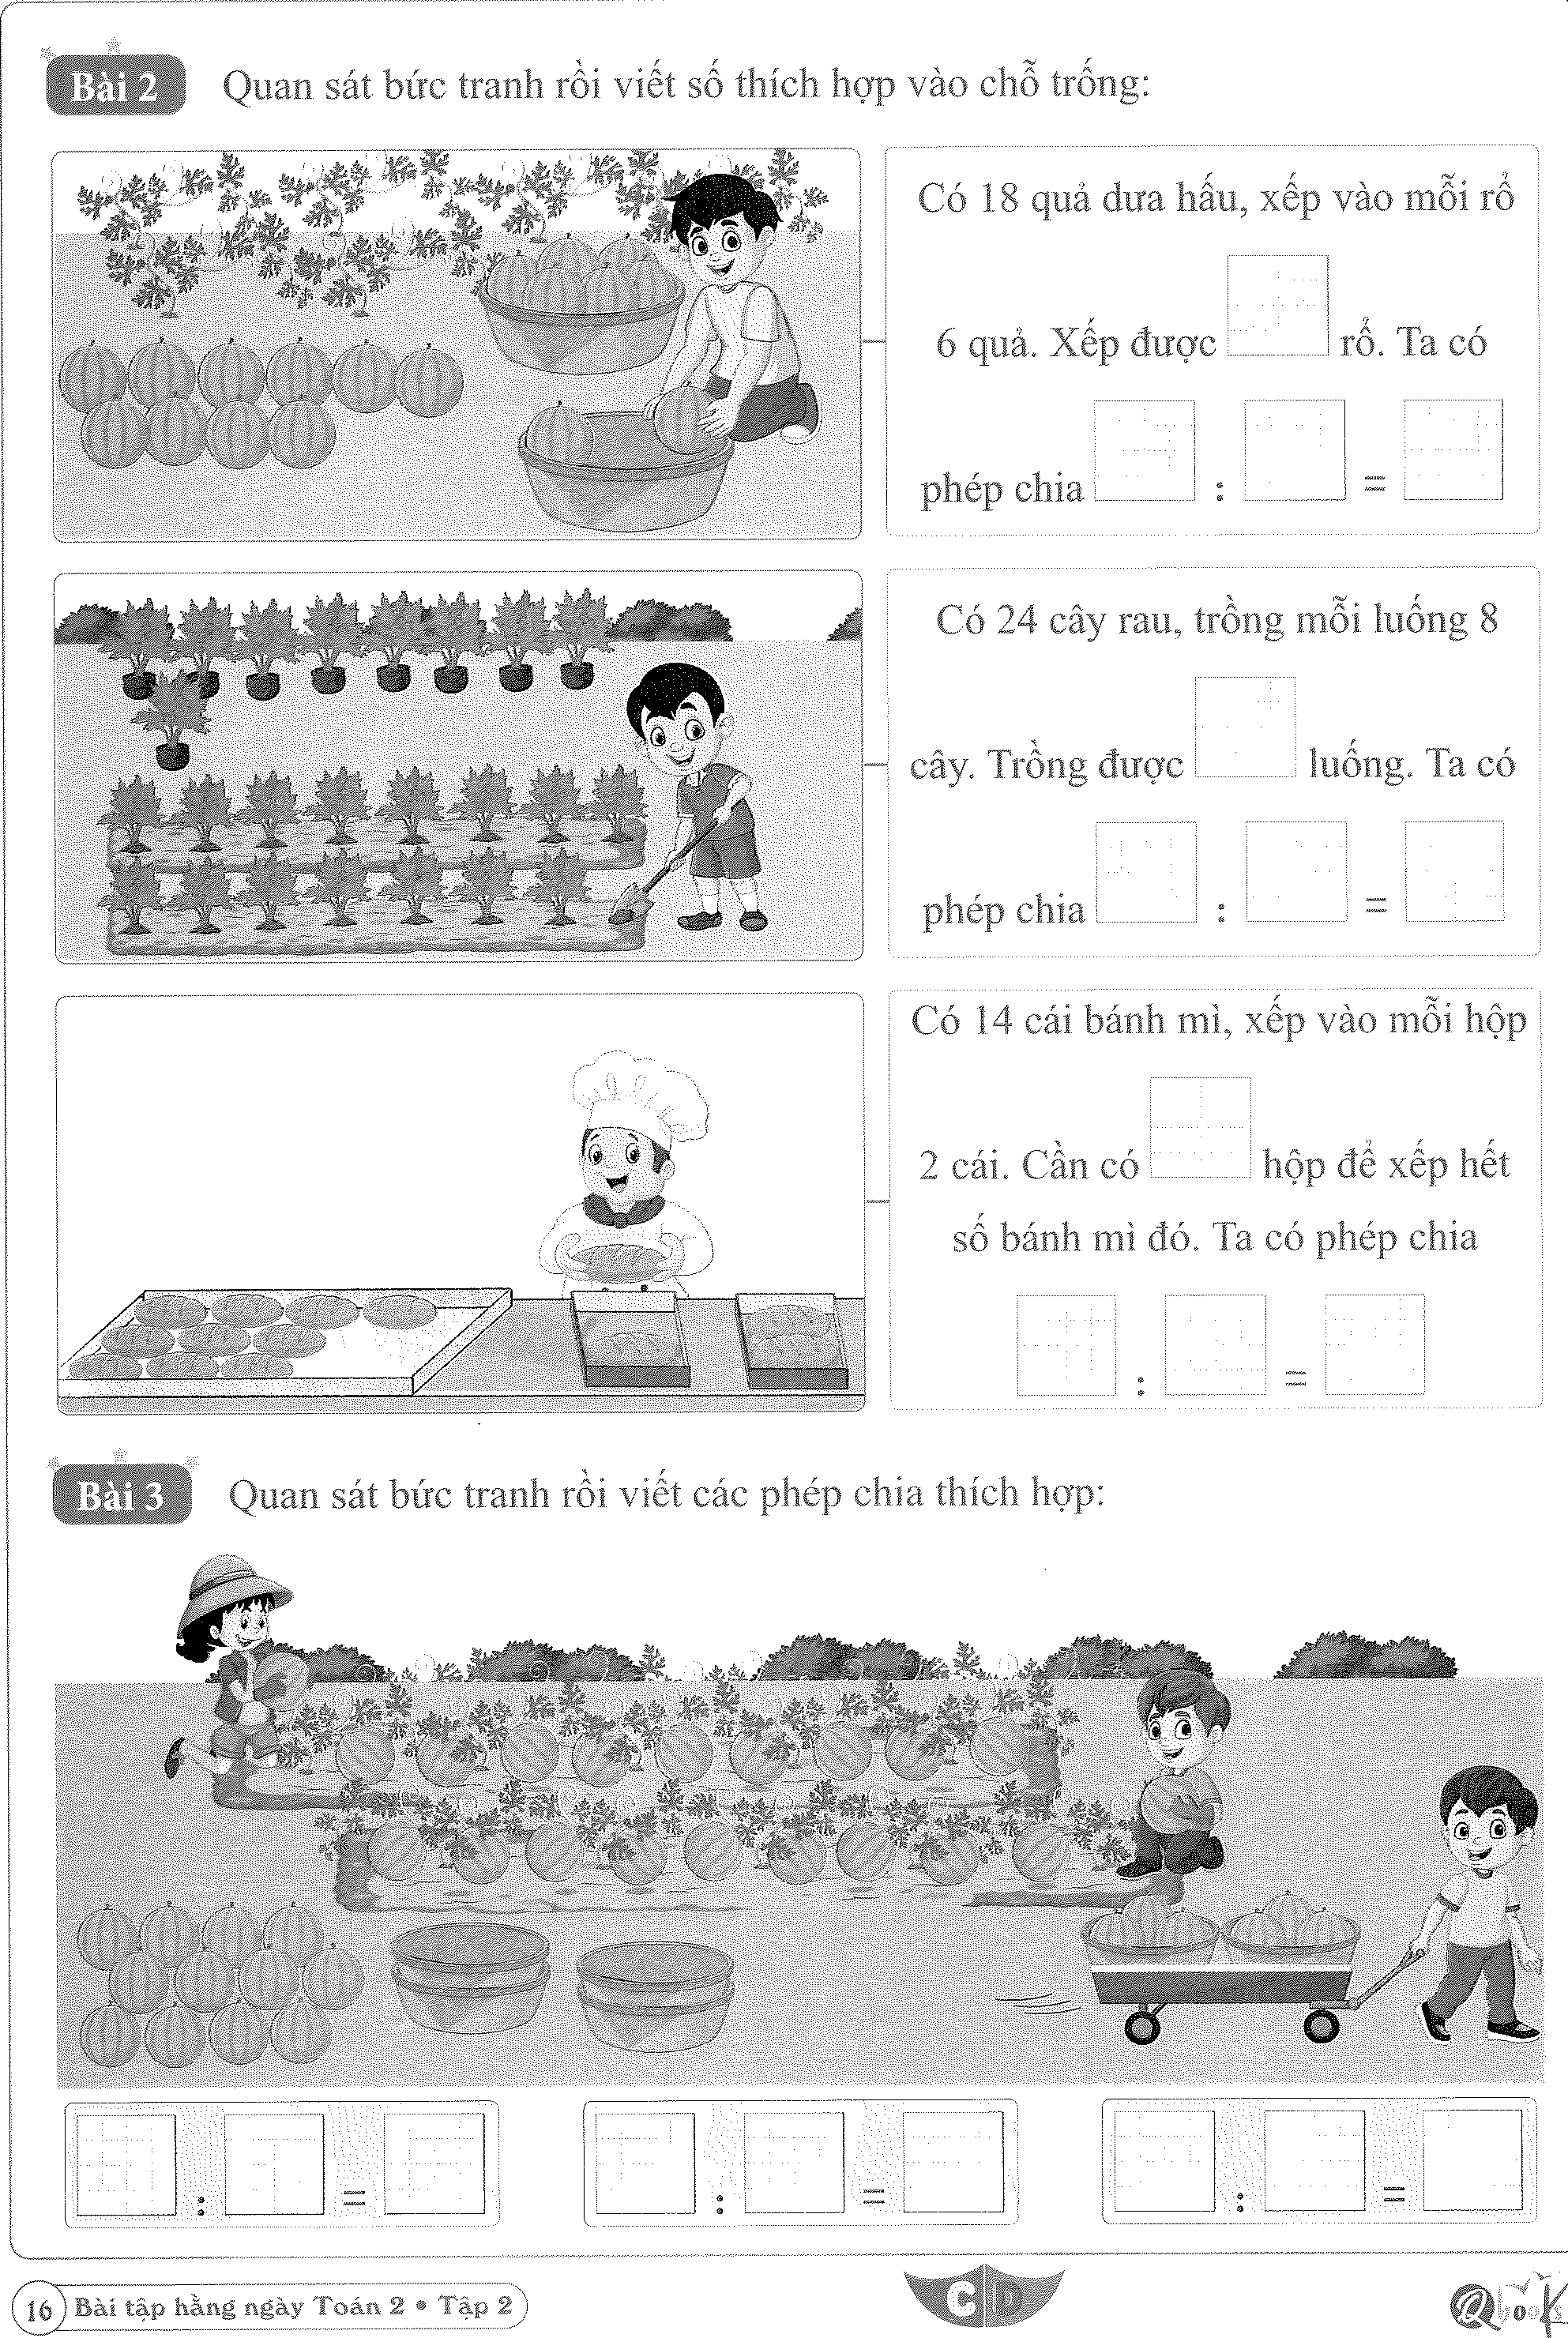 Bài 2 Quan sát bức tranh rồi viết số thích hợp vào chỗ trống:
Có 18 quả dưa hấu, xếp vào mỗi rổ
6 quả. Xếp được rổ. Ta có
phép chia : =
Có 24 cây rau, trồng mỗi luống 8
cây. Trồng được luống. Ta có
phép chia : =
Có 14 cái bánh mì, xếp vào mỗi hộp
2 cái. Cần có hộp để xếp hết
số bánh mì đó. Ta có phép chia
: =
Bài 3 Quan sát bức tranh rồi viết các phép chia thích hợp:
: = : = : =
16 Bài tập hằng ngày Toán 2 • Tập 2
C D
Qbooks